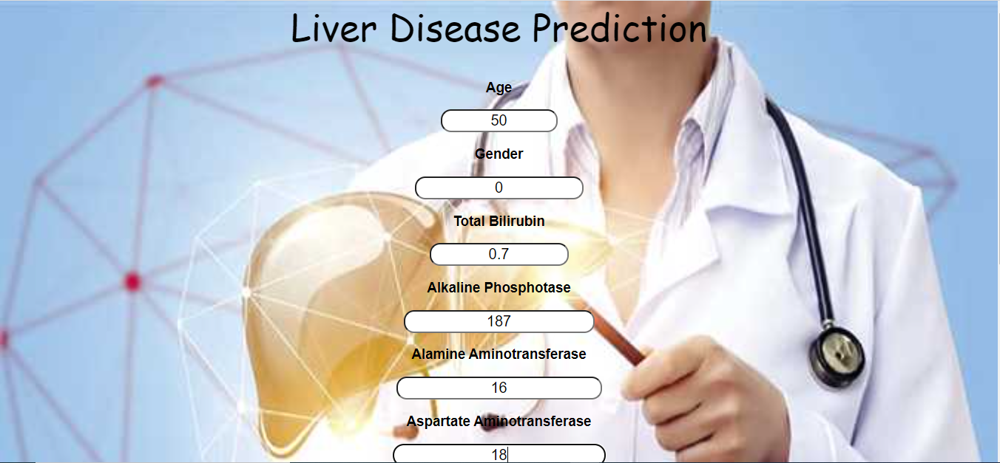 Liver Disease Prediction
Age
50
Gender
0
Total Bilirubin
0.7
Alkaline Phosphotase
187
Alamine Aminotransferase
16
Aspartate Aminotransferase
18